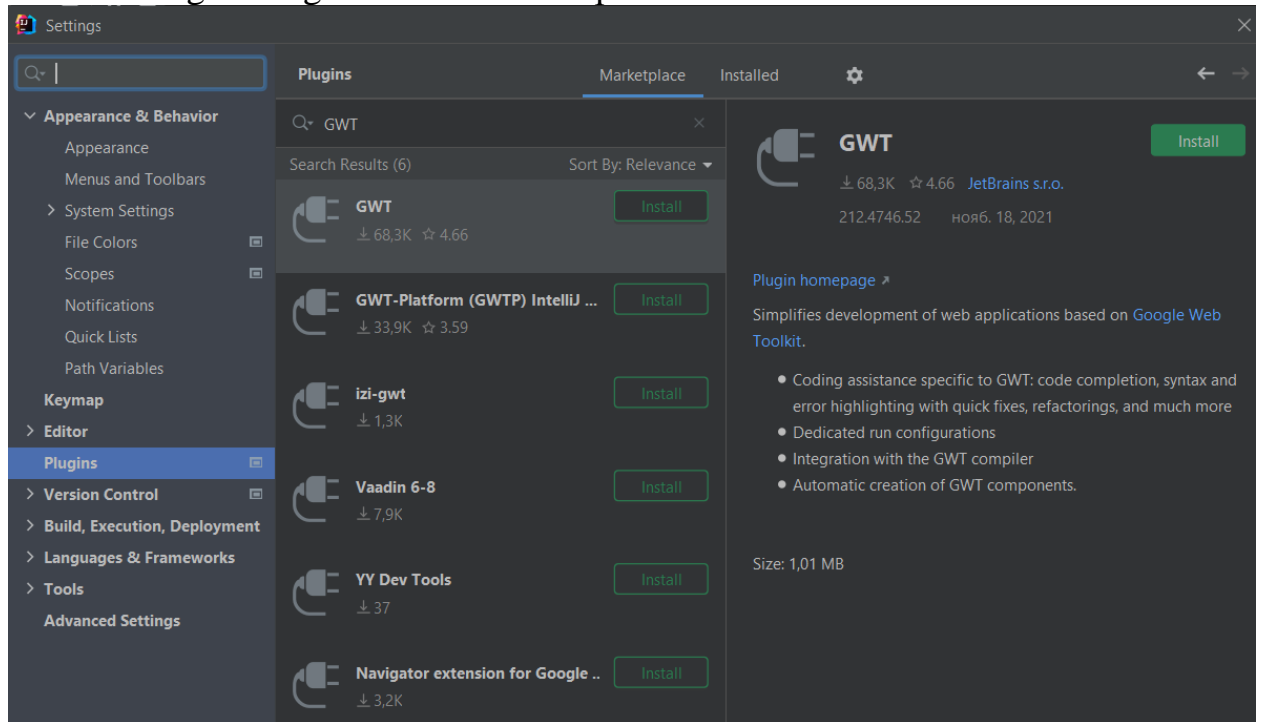 Settings
Appearance & Behavior
Appearance
Menus and Toolbars
System Settings
File Colors
Scopes
Notifications
Quick Lists
Path Variables
Keymap
Editor
Plugins
Version Control
Build, Execution, Deployment
Languages & Frameworks
Tools
Advanced Settings
Plugins
Marketplace
Installed
GWT
Search Results (6)
Sort By: Relevance
GWT
Install
68,3K 4.66
GWT-Platform (GWTP) IntelliJ ...
Install
33,9K 3.59
izi-gwt
Install
1,3K
Vaadin 6-8
Install
7,9K
YY Dev Tools
Install
37
Navigator extension for Google ..
Install
3,2K
GWT
Install
68,3K 4.66 JetBrains s.r.o.
212.4746.52 нояб. 18, 2021
Plugin homepage
Simplifies development of web applications based on Google Web
Toolkit.
Coding assistance specific to GWT: code completion, syntax and
error highlighting with quick fixes, refactorings, and much more
Dedicated run configurations
Integration with the GWT compiler
Automatic creation of GWT components.
Size: 1,01 MB